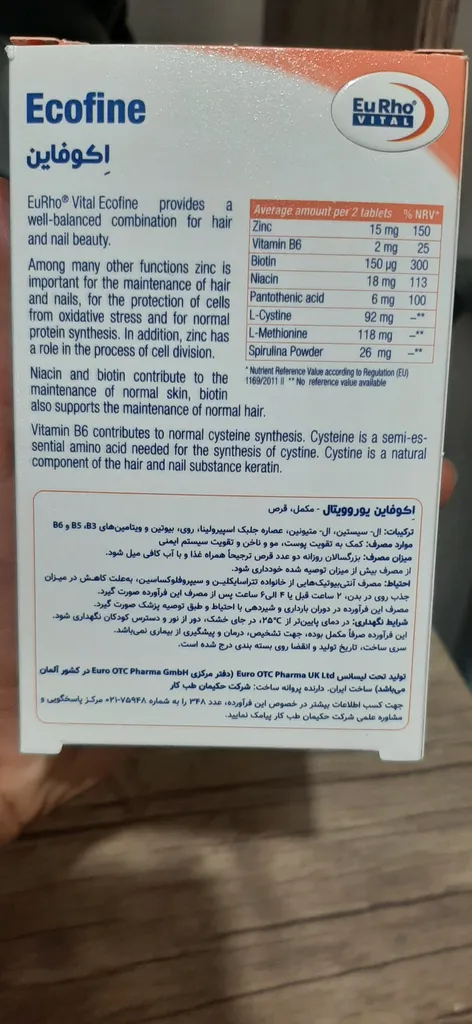 Ecofine
اِکوفاین
EuRho®
VITAL
EuRho® Vital Ecofine provides a
well-balanced combination for hair
and nail beauty.
Among many other functions zinc is
important for the maintenance of hair
and nails, for the protection of cells
from oxidative stress and for normal
protein synthesis. In addition, zinc has
a role in the process of cell division.
Niacin and biotin contribute to the
maintenance of normal skin, biotin
also supports the maintenance of normal hair.
Average amount per 2 tablets % NRV*
Zinc 15 mg 150
Vitamin B6 2 mg 25
Biotin 150 µg 300
Niacin 18 mg 113
Pantothenic acid 6 mg 100
L-Cystine 92 mg –**
L-Methionine 118 mg –**
Spirulina Powder 26 mg –**
* Nutrient Reference Value according to Regulation (EU)
1169/2011 II ** No reference value available
Vitamin B6 contributes to normal cysteine synthesis. Cysteine is a semi-es-
sential amino acid needed for the synthesis of cystine. Cystine is a natural
component of the hair and nail substance keratin.
اِکوفاین یوروویتال - مکمل، قرص
ترکیبات: ال- سیستین، ال- متیونین، عصاره جلبک اسپیرولینا، روی، بیوتین و ویتامین‌های B5 ،B3 و B6
موارد مصرف: کمک به تقویت پوست، مو و ناخن و تقویت سیستم ایمنی
میزان مصرف: بزرگسالان روزانه دو عدد قرص ترجیحاً همراه غذا و با آب کافی میل شود.
از مصرف بیش از میزان توصیه شده خودداری شود.
احتیاط: مصرف آنتی‌بیوتیک‌هایی از خانواده تتراسایکلین و سیپروفلوکساسین، به‌علت کاهش در میزان
جذب روی در بدن، ۲ ساعت قبل یا ۴ الی ۶ ساعت پس از مصرف این فرآورده صورت گیرد.
مصرف این فرآورده در دوران بارداری و شیردهی با احتیاط و طبق توصیه پزشک صورت گیرد.
شرایط نگهداری: در دمای پایین‌تر از ۲۵°C، در جای خشک، دور از نور و دسترس کودکان نگهداری شود.
این فرآورده صرفاً مکمل بوده، جهت تشخیص، درمان و پیشگیری از بیماری نمی‌باشد.
سری ساخت، تاریخ تولید و انقضا روی بسته بندی درج شده است.
تولید تحت لیسانس Euro OTC Pharma UK Ltd (دفتر مرکزی Euro OTC Pharma GmbH در کشور آلمان
می‌باشد) ساخت ایران. دارنده پروانه ساخت: شرکت حکیمان طب کار
جهت کسب اطلاعات بیشتر در خصوص این فرآورده، عدد ۳۴۸ را به شماره ۷۵۹۴۸-۰۲۱ مرکز پاسخگویی و
مشاوره علمی شرکت حکیمان طب کار پیامک نمایید.